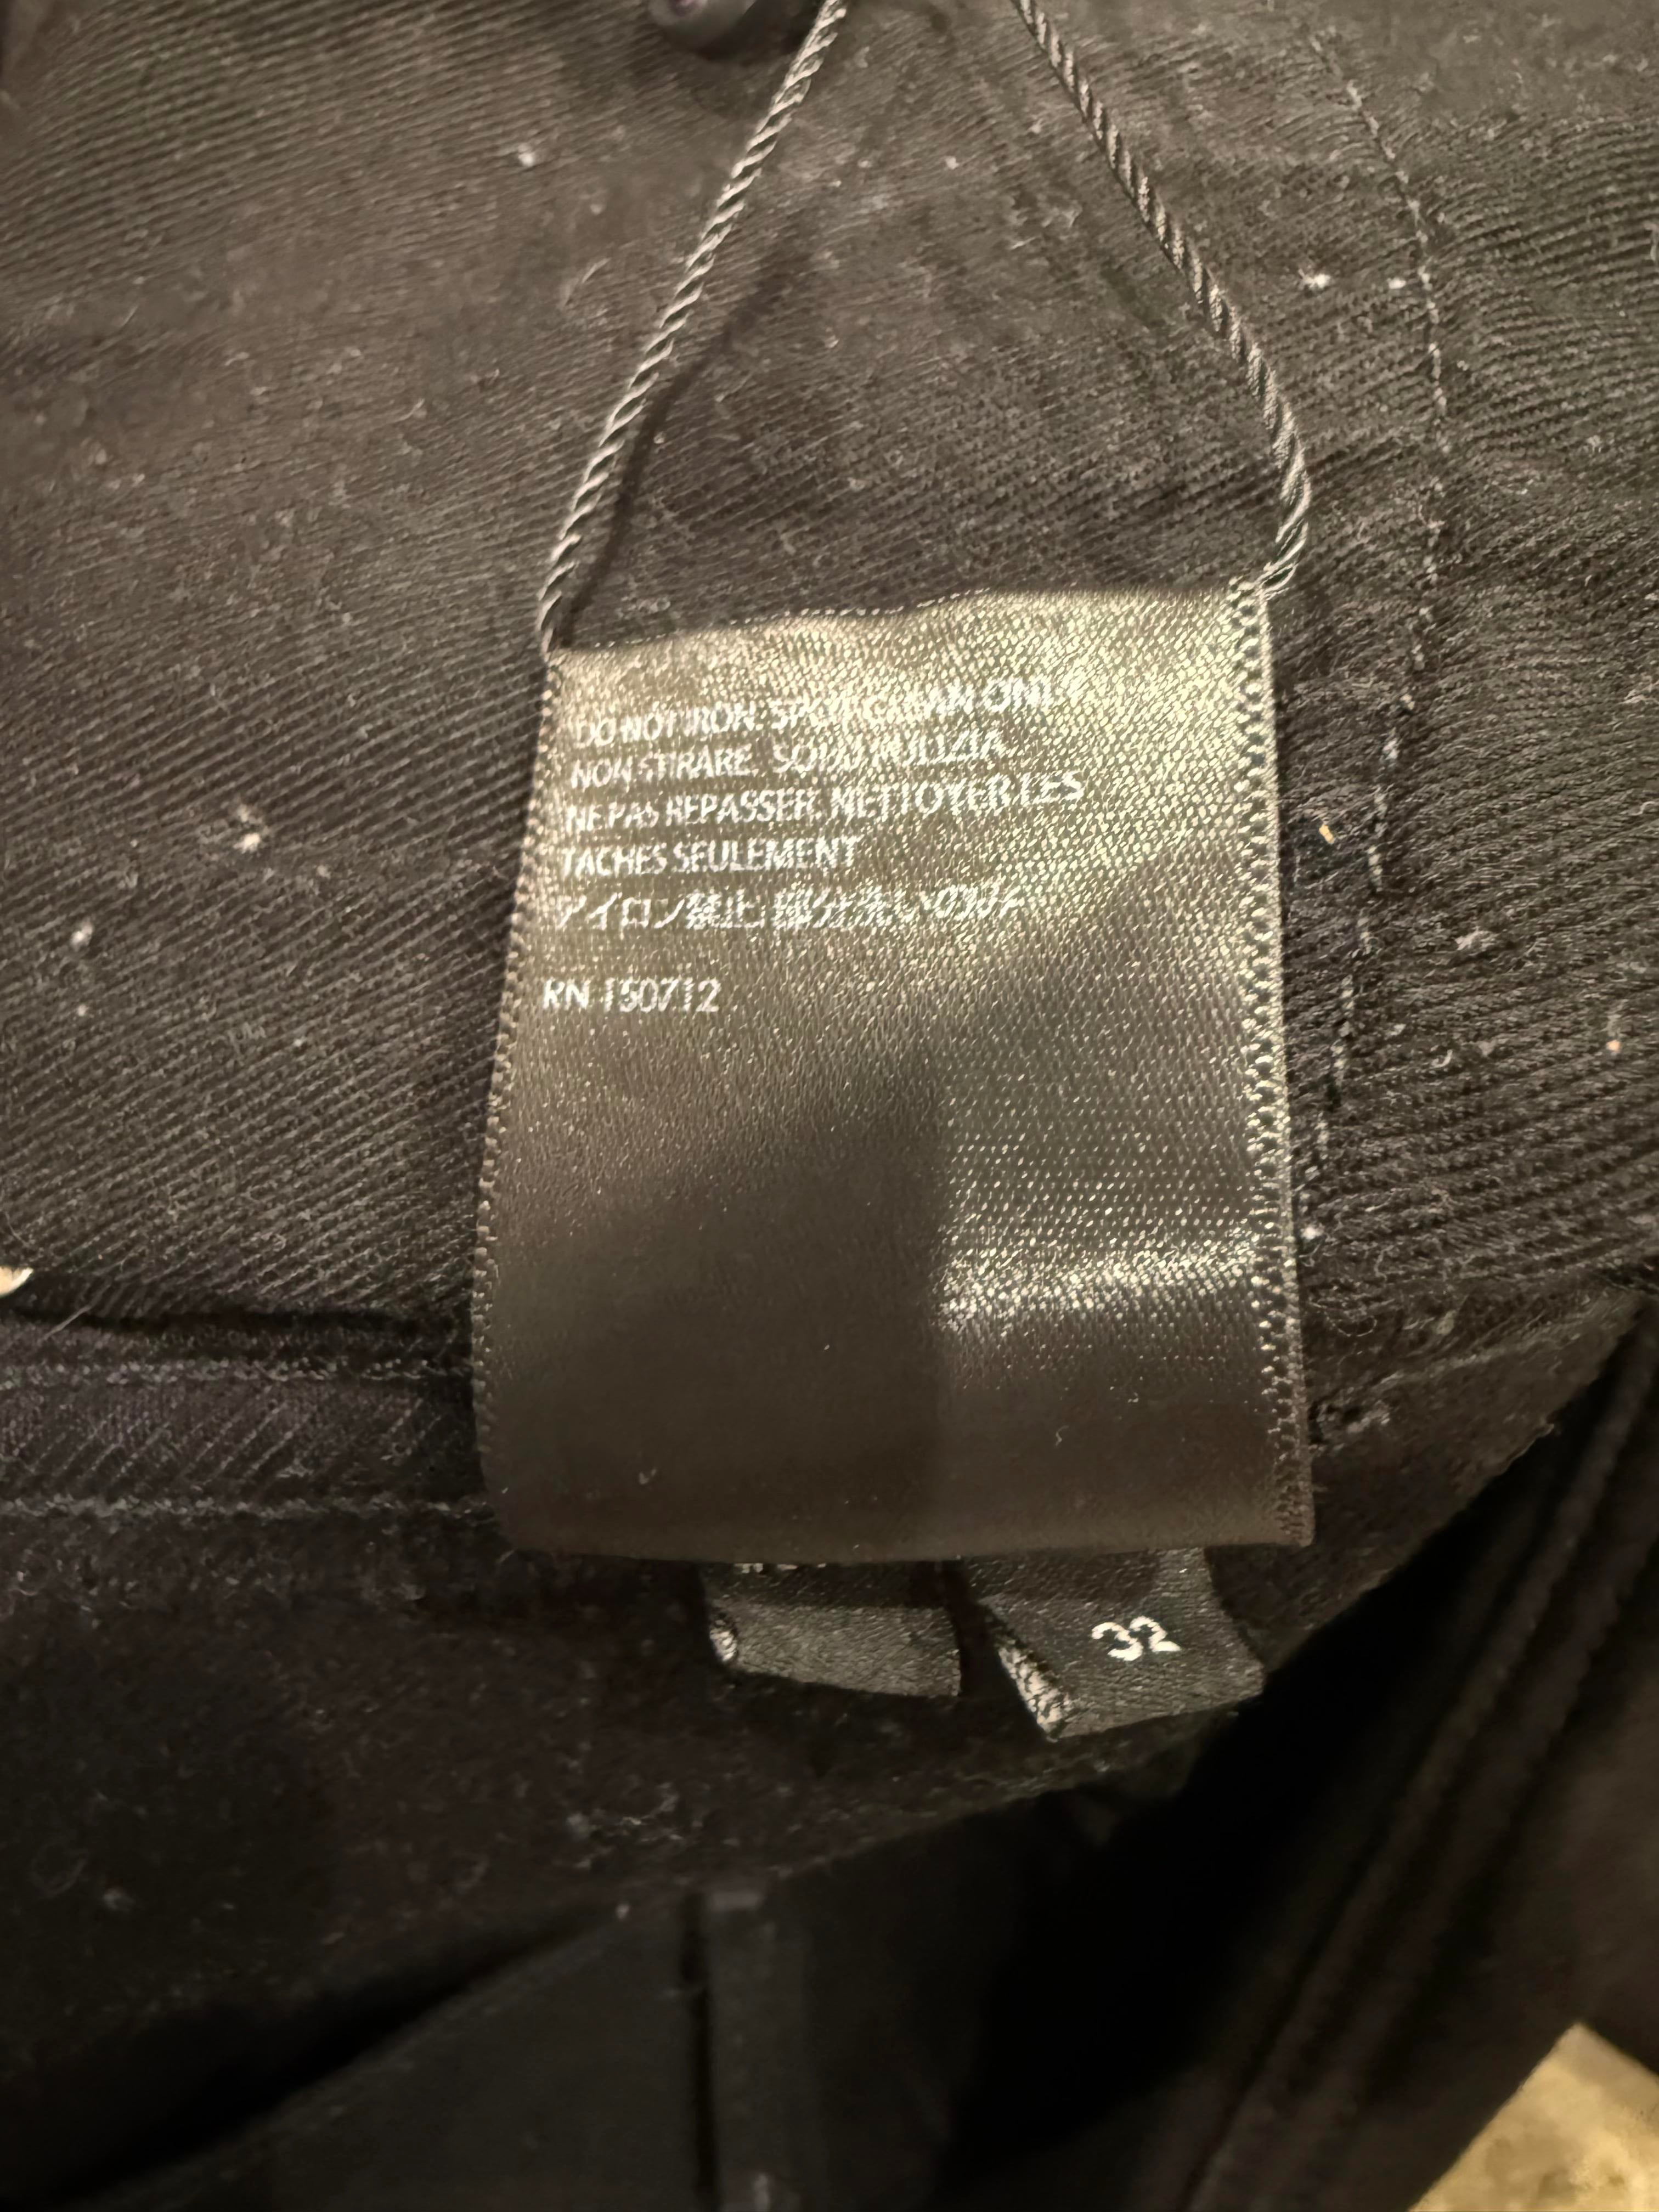 DO NOT IRON. SPOT CLEAN ONLY
NON STIRARE. SOLO PULIZIA
NE PAS REPASSER. NETTOYER LES
TACHES SEULEMENT
アイロン禁止 部分洗いのみ
RN 150712
32